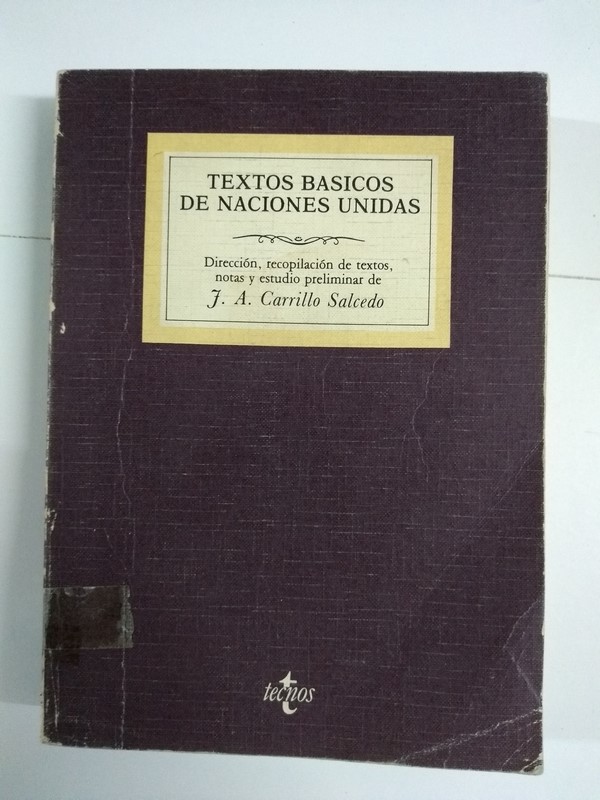 TEXTOS BASICOS
DE NACIONES UNIDAS
Dirección, recopilación de textos,
notas y estudio preliminar de
J. A. Carrillo Salcedo
tecnos